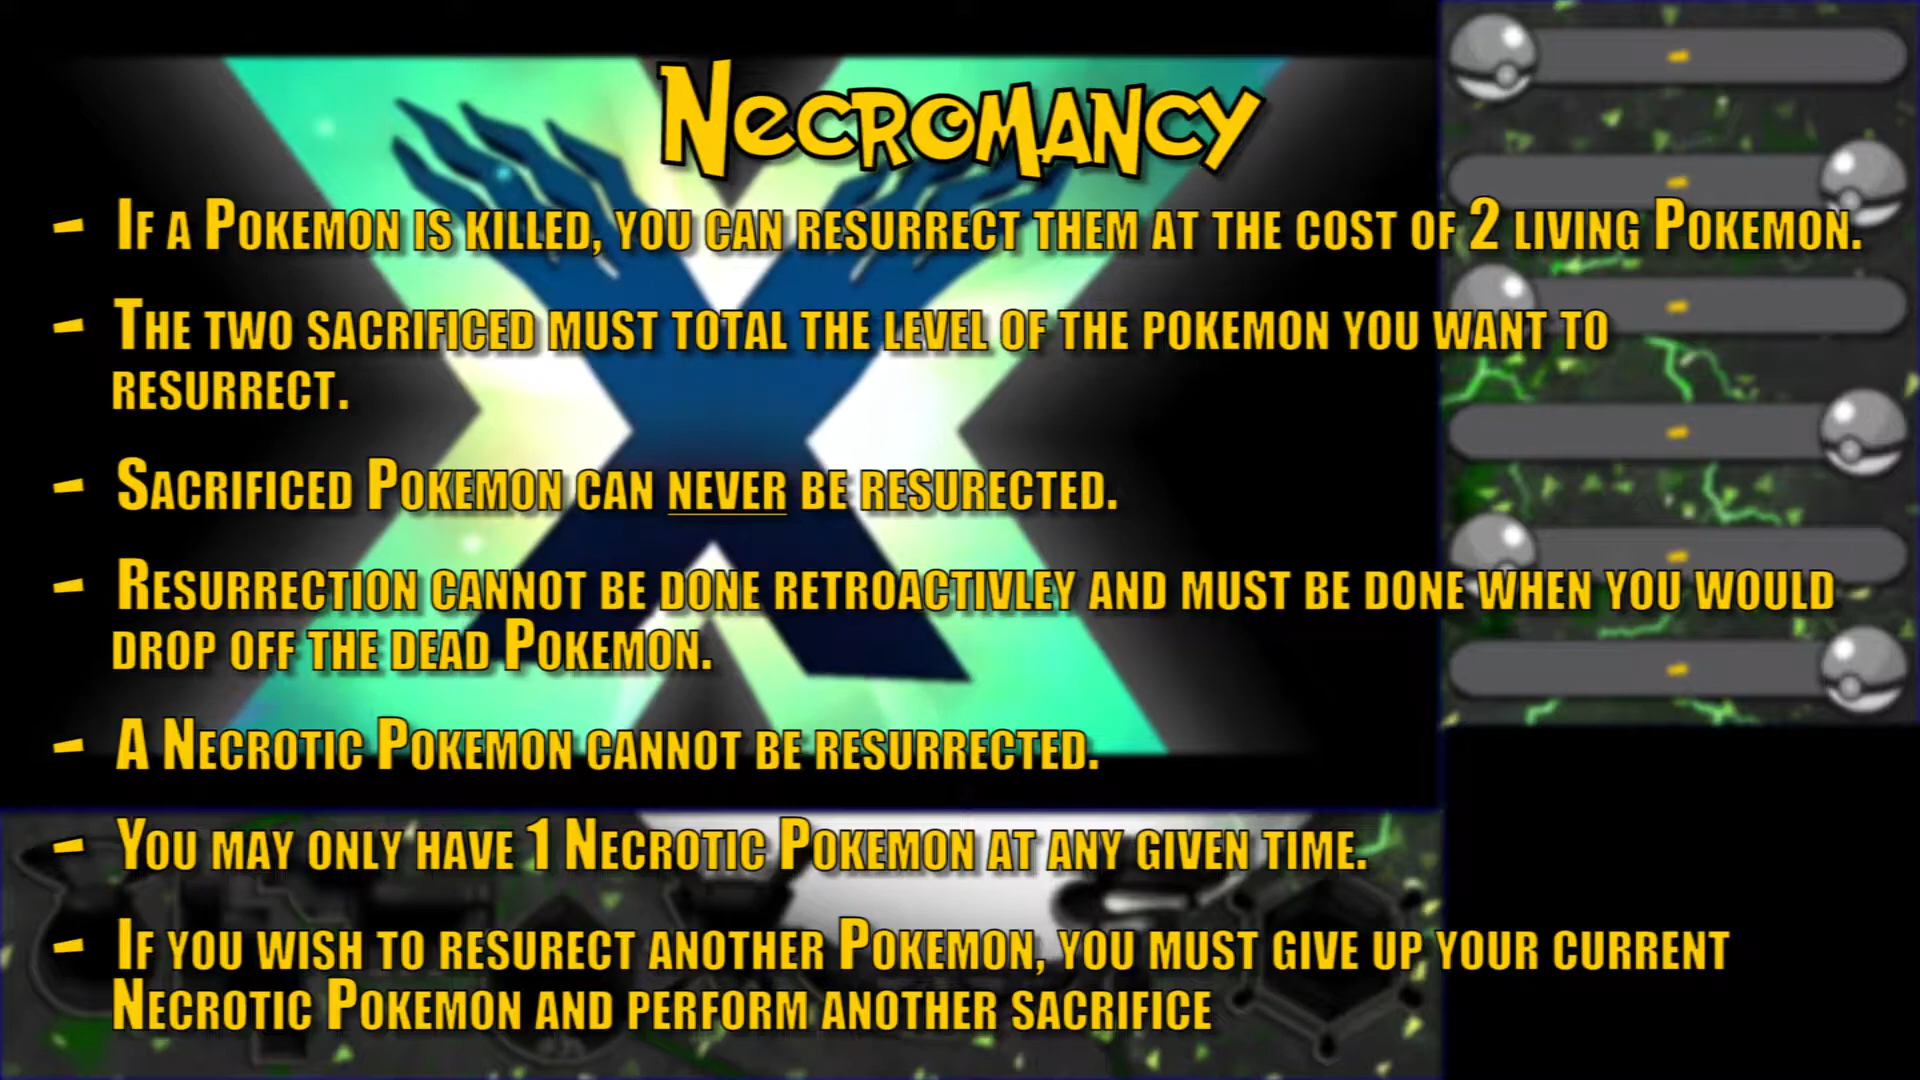 Necromancy
- If a Pokemon is killed, you can resurrect them at the cost of 2 living Pokemon.
- The two sacrificed must total the level of the pokemon you want to
resurrect.
- Sacrificed Pokemon can never be resurected.
- Resurrection cannot be done retroactivley and must be done when you would
drop off the dead Pokemon.
- A Necrotic Pokemon cannot be resurrected.
- You may only have 1 Necrotic Pokemon at any given time.
- If you wish to resurect another Pokemon, you must give up your current
Necrotic Pokemon and perform another sacrifice
-
-
-
-
-
-